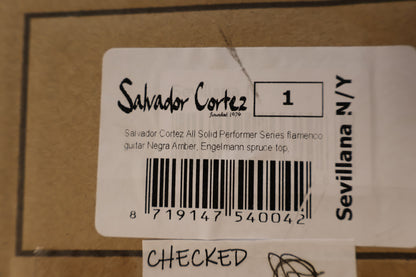 Salvador Cortez
Sinds 1976
1
Salvador Cortez All Solid Performer Series flamenco
guitar Negra Amber, Engelmann spruce top,
8 719147 540042
Sevillana N/Y
CHECKED